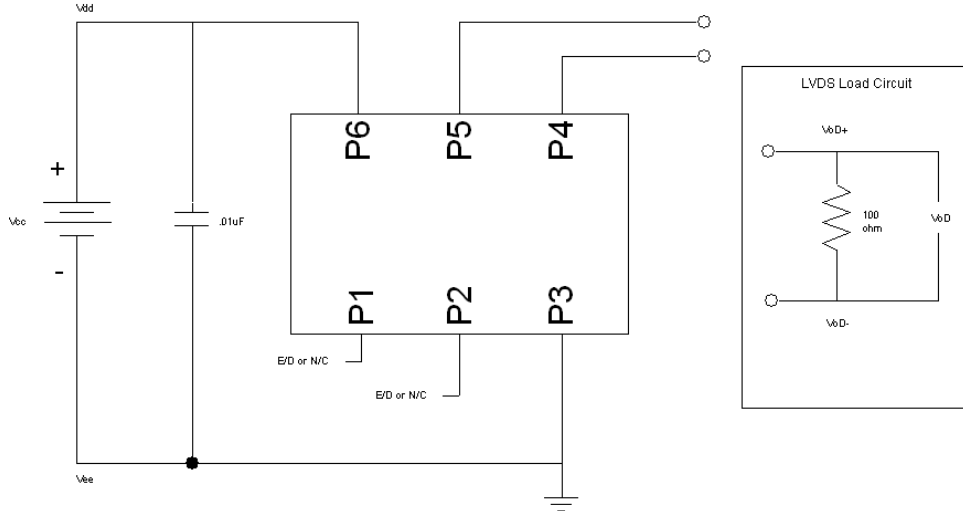 Vdd
LVDS Load Circuit
P6
P5
P4
VoD+
+
Vcc
.01uF
100
ohm
VoD
-
P1
P2
P3
VoD-
E/D or N/C
E/D or N/C
Vee